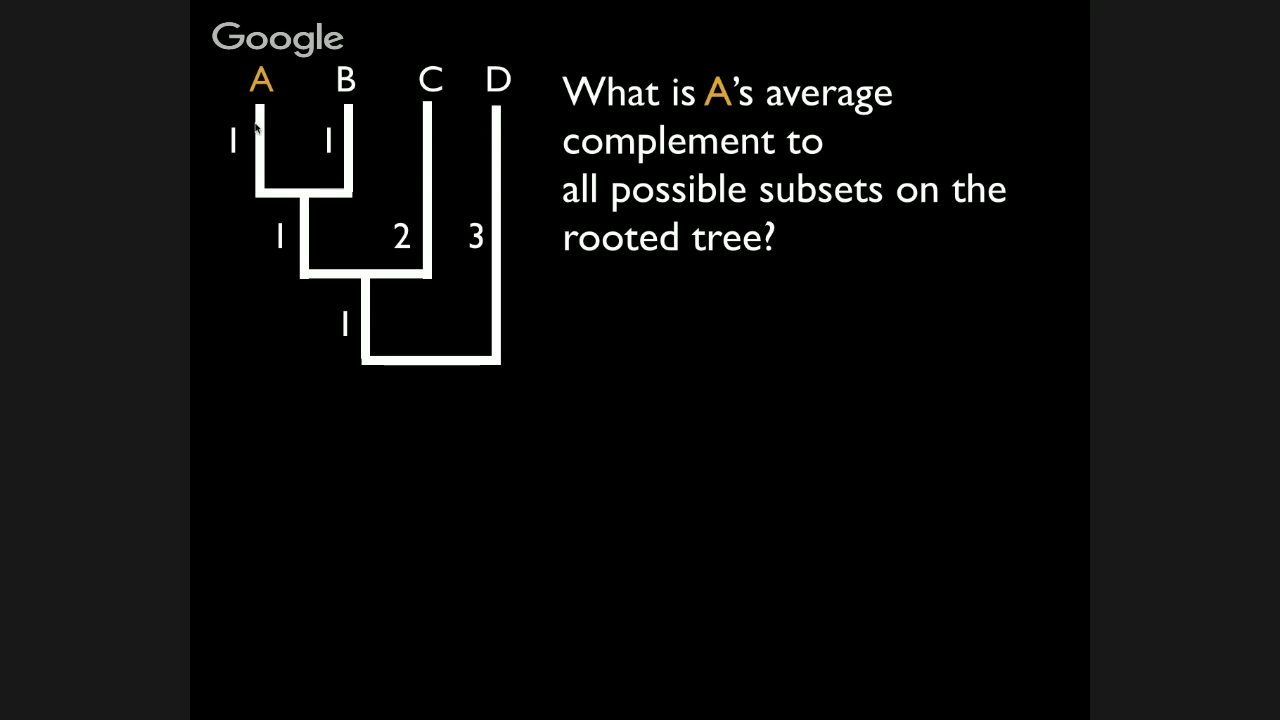 Google
A B C D
What is A's average
complement to
all possible subsets on the
rooted tree?
1 1
1 2 3
1